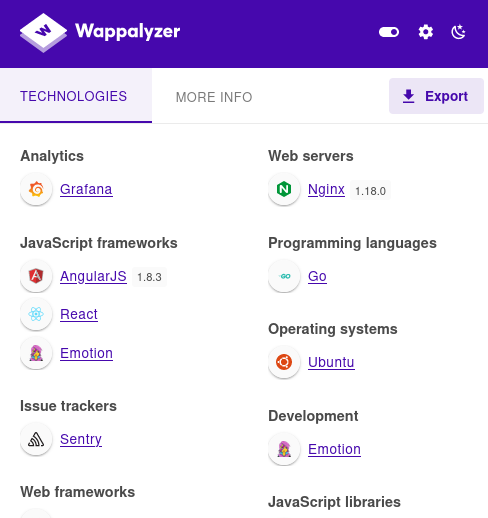 Wappalyzer
TECHNOLOGIES
MORE INFO
Export
Analytics
Grafana
JavaScript frameworks
AngularJS 1.8.3
React
Emotion
Issue trackers
Sentry
Web frameworks
Web servers
Nginx 1.18.0
Programming languages
Go
Operating systems
Ubuntu
Development
Emotion
JavaScript libraries